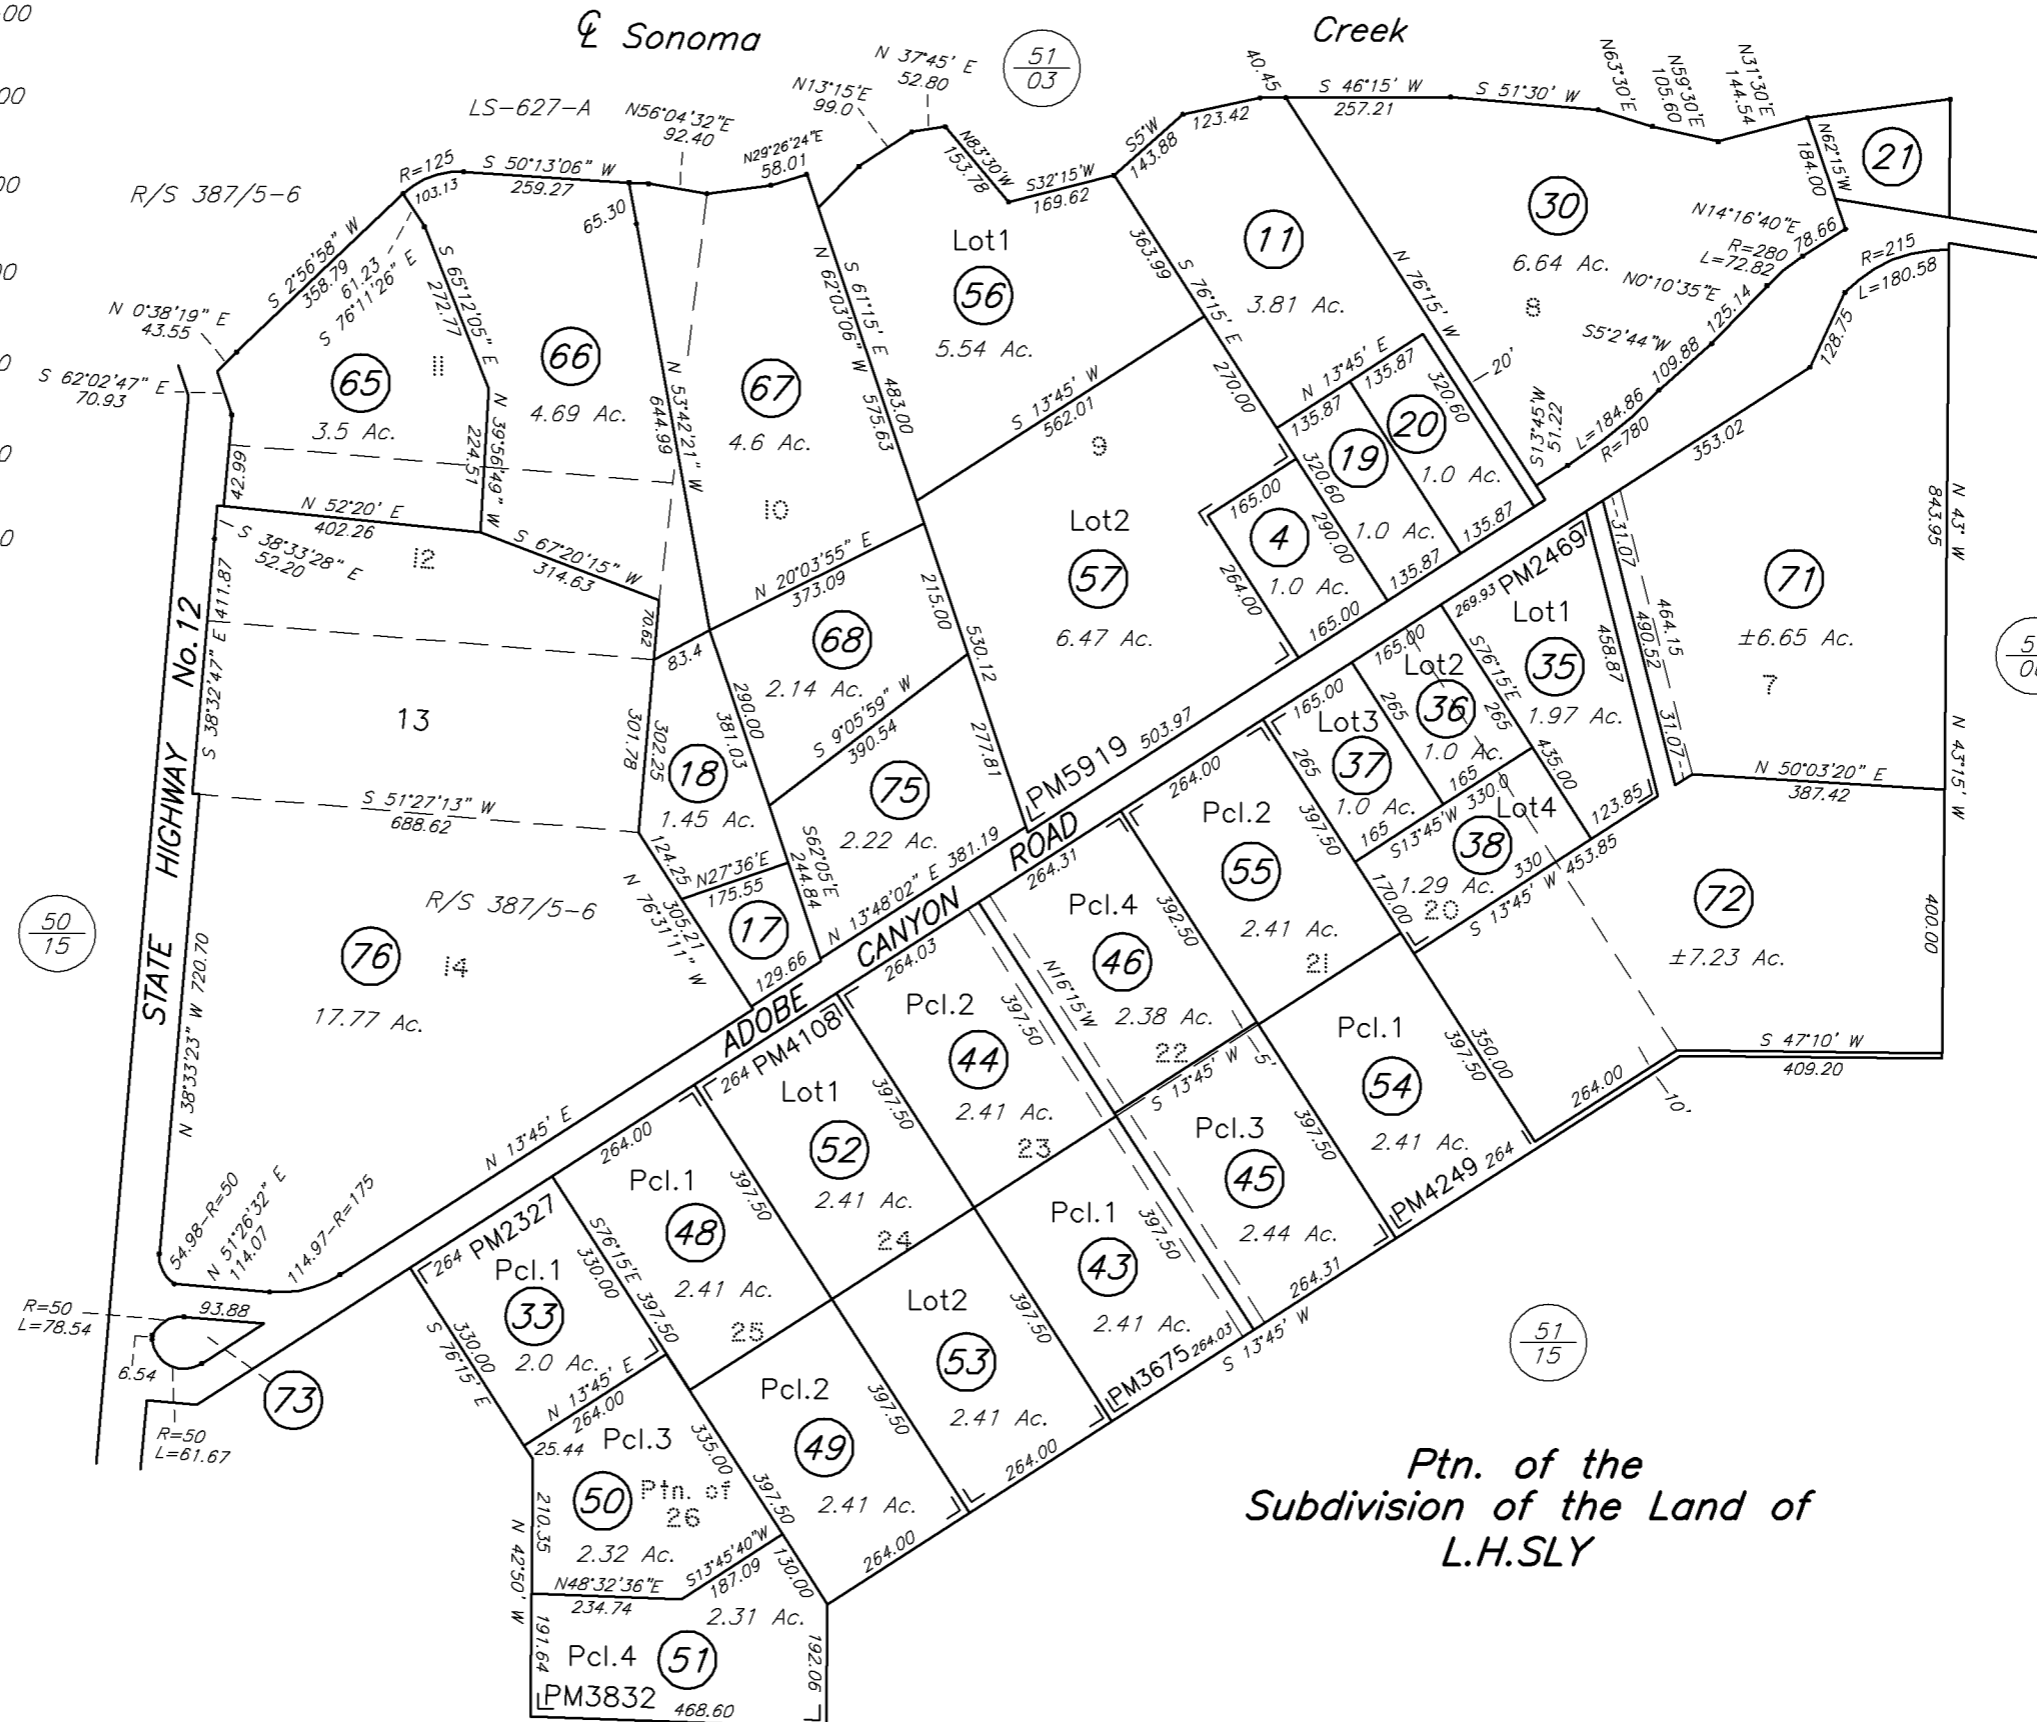 ℄ Sonoma
Creek
51
03
LS-627-A
R/S 387/5-6
N56°04'32"E
92.40
N29°26'24"E
58.01
N13°15'E
99.0
N 37°45' E
52.80
N83°30'W
153.78
S32°15'W
169.62
S5°W
143.88
123.42
40.45
S 46°15' W
257.21
S 51°30' W
N63°30'E
N59°30'E
105.60
N31°30'E
144.54
N62°15'W
184.00
21
R=125
103.13
S 50°13'06" W
259.27
65.30
S 2°56'58" W
358.79
61.23
S 76°11'26" E
N 0°38'19" E
43.55
S 62°02'47" E
70.93
S 65°12'05" E
272.77
11
65
3.5 Ac.
66
4.69 Ac.
N 39°56'49" W
224.51
42.99
N 53°42'21" W
644.99
67
4.6 Ac.
10
N 62°03'06" W
575.63
S 61°15' E
483.00
Lot1
56
5.54 Ac.
363.99
S 76°15' E
270.00
11
3.81 Ac.
N 76°15' W
30
6.64 Ac.
8
N14°16'40"E
78.66
R=280
L=72.82
N0°10'35"E
125.14
S5°2'44"W
109.88
L=184.86
R=780
S13°45'W
51.22
R=215
L=180.58
128.75
353.02
20'
N 13°45' E
135.87
135.87
320.60
20
1.0 Ac.
19
1.0 Ac.
320.60
135.87
135.87
S 13°45' W
562.01
9
Lot2
57
6.47 Ac.
165.00
4
1.0 Ac.
290.00
264.00
165.00
N 52°20' E
402.26
12
S 38°33'28" E
52.20
411.87
S 38°32'47" E
S 67°20'15" W
314.63
70.62
83.4
N 20°03'55" E
373.09
68
2.14 Ac.
215.00
530.12
277.81
S 9°05'59" W
390.54
290.00
381.03
13
301.78
302.25
18
1.45 Ac.
75
2.22 Ac.
S 51°27'13" W
688.62
124.25
N27°36'E
175.55
S62°05'E
244.84
305.21
N 76°31'11" W
17
129.66
N 13°48'02" E 381.19
PM5919 503.97
STATE HIGHWAY No.12
ADOBE CANYON ROAD
R/S 387/5-6
76
14
17.77 Ac.
N 38°33'23" W 720.70
50
15
N 13°45' E
54.98-R=50
N 51°26'32" E
114.07
114.97-R=175
R=50
L=78.54
93.88
6.54
73
R=50
L=61.67
31.07
464.15
490.52
31.07
71
±6.65 Ac.
7
N 43° W
843.95
N 43°15' W
N 50°03'20" E
387.42
400.00
269.93 PM2469
Lot1
35
1.97 Ac.
458.87
S76°15'E
265
435.00
123.85
165.00
Lot2
36
1.0 Ac.
165
165.00
Lot3
37
1.0 Ac.
265
265
165
330.0
S13°45'W
Lot4
38
1.29 Ac.
20
330
S 13°45' W 453.85
170.00
397.50
72
±7.23 Ac.
S 47°10' W
409.20
264.00
10'
350.00
397.50
264.00
Pcl.2
55
2.41 Ac.
21
264.31
Pcl.4
46
2.38 Ac.
22
392.50
N16°15'W
397.50
S 13°45' W
5'
Pcl.1
54
2.41 Ac.
PM4249 264
397.50
Pcl.3
45
2.44 Ac.
264.31
264.03
Pcl.2
44
2.41 Ac.
23
397.50
Pcl.1
43
2.41 Ac.
397.50
PM3675 264.03
S 13°45' W
264 PM4108
Lot1
52
2.41 Ac.
24
397.50
Lot2
53
2.41 Ac.
397.50
264.00
264.00
Pcl.1
48
2.41 Ac.
25
S76°15'E
397.50
397.50
Pcl.2
49
2.41 Ac.
264.00
264 PM2327
Pcl.1
33
2.0 Ac.
330.00
330.00
S 76°15' E
N 13°45' E
264.00
25.44
Pcl.3
50
Ptn. of
26
2.32 Ac.
335.00
397.50
130.00
210.35
N 42°50' W
N48°32'36"E
234.74
S13°45'40"W
187.09
2.31 Ac.
191.64
Pcl.4
51
192.06
PM3832
468.60
51
15
Ptn. of the
Subdivision of the Land of
L.H.SLY